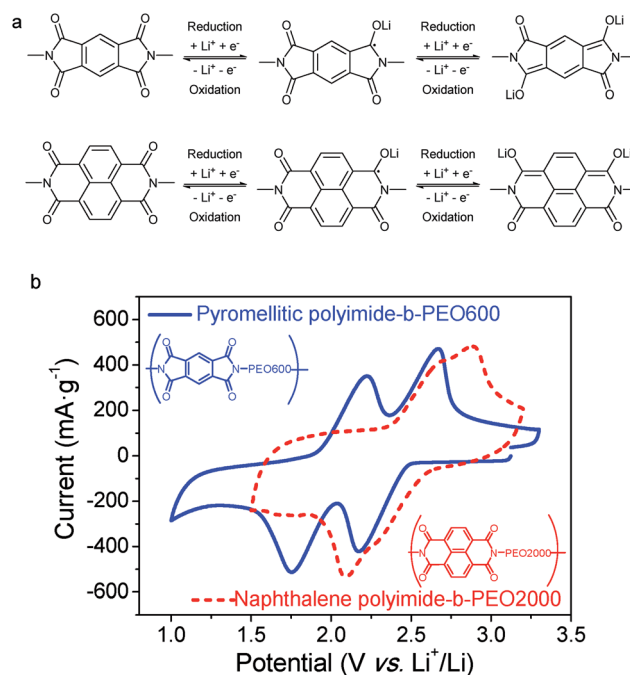 a
Reduction
+ Li⁺ + e⁻
- Li⁺ - e⁻
Oxidation
Reduction
+ Li⁺ + e⁻
- Li⁺ - e⁻
Oxidation
O O
N N
O O
O OLi
N N
O O
O OLi
N N
LiO O
Reduction
+ Li⁺ + e⁻
- Li⁺ - e⁻
Oxidation
Reduction
+ Li⁺ + e⁻
- Li⁺ - e⁻
Oxidation
O O
N N
O O
O OLi
N N
O O
LiO OLi
N N
O O
b
Pyromellitic polyimide-b-PEO600
O O
N N-PEO600
O O
Naphthalene polyimide-b-PEO2000
O O
N N-PEO2000
O O
Current (mA·g⁻¹)
600
400
200
0
-200
-400
-600
1.0 1.5 2.0 2.5 3.0 3.5
Potential (V vs. Li⁺/Li)